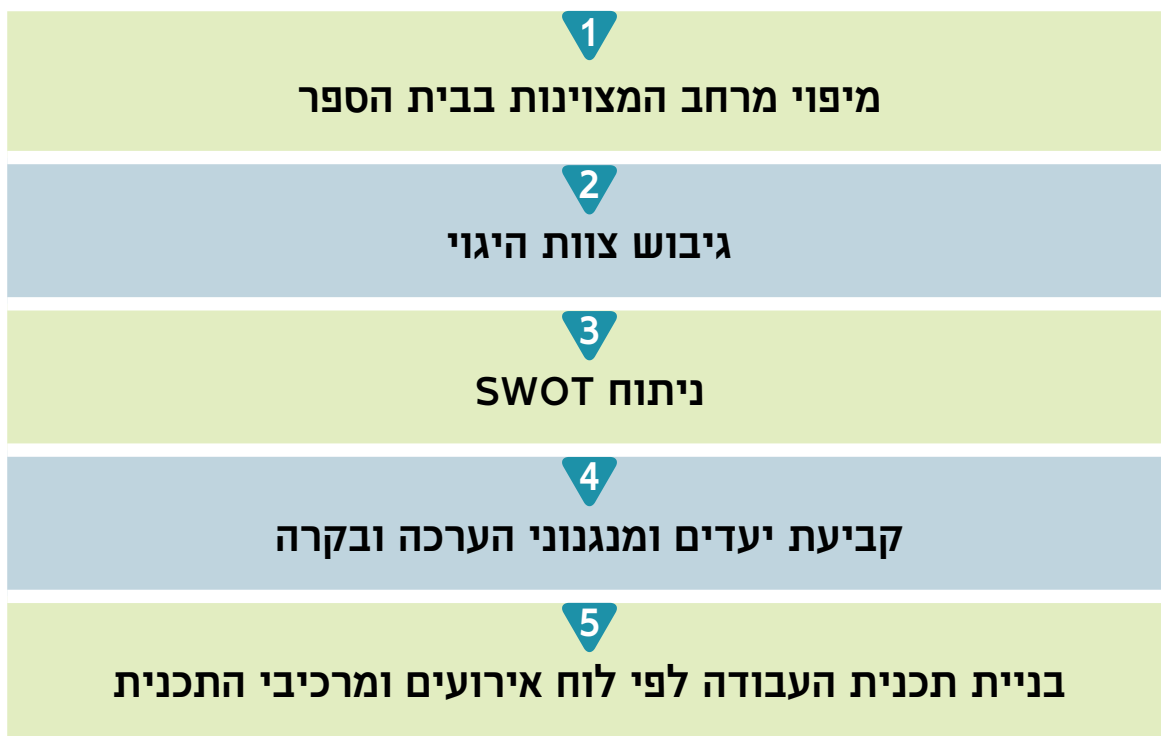 1
מיפוי מרחב המצוינות בבית הספר
2
גיבוש צוות היגוי
3
ניתוח SWOT
4
קביעת יעדים ומנגנוני הערכה ובקרה
5
בניית תכנית העבודה לפי לוח אירועים ומרכיבי התכנית